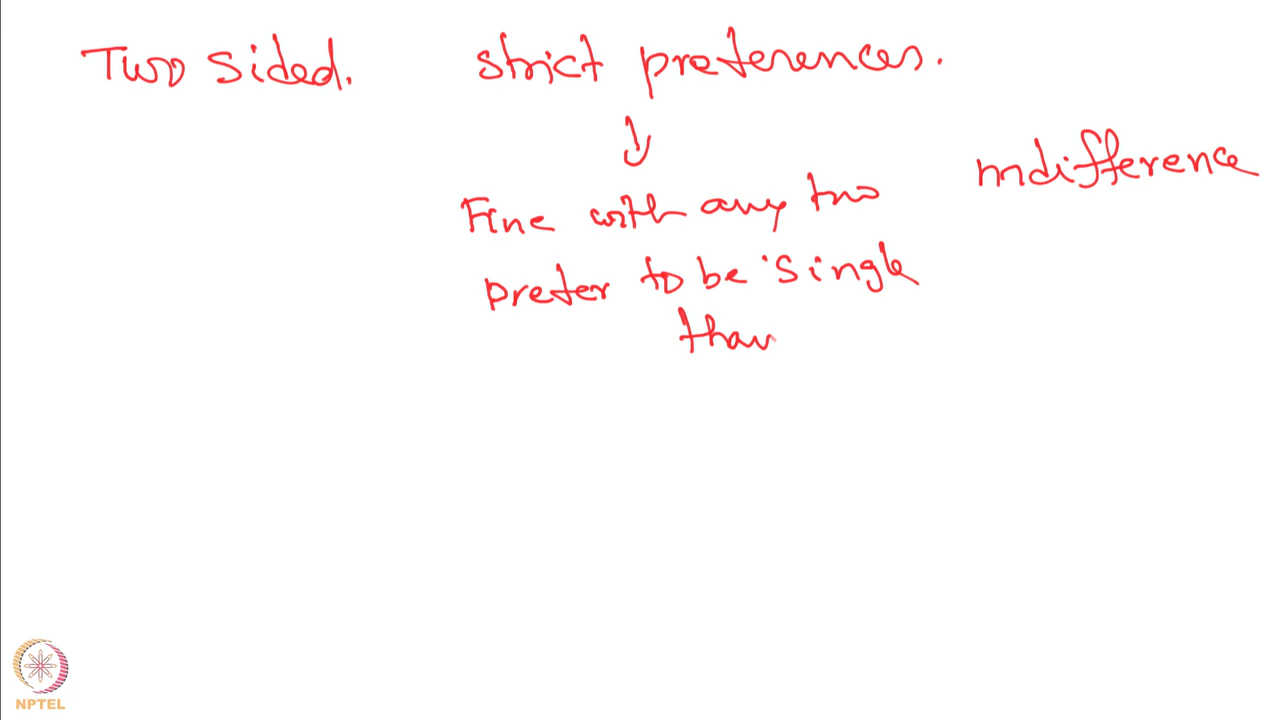 Two sided. strict preferences.
indifference
Fine with any two
prefer to be single
than
NPTEL